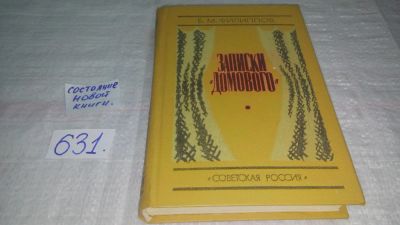 состояние
новой
книги.
631.
Б. М. ФИЛИППОВ
ЗАПИСКИ
"ДОМОВОГО"
"СОВЕТСКАЯ РОССИЯ"